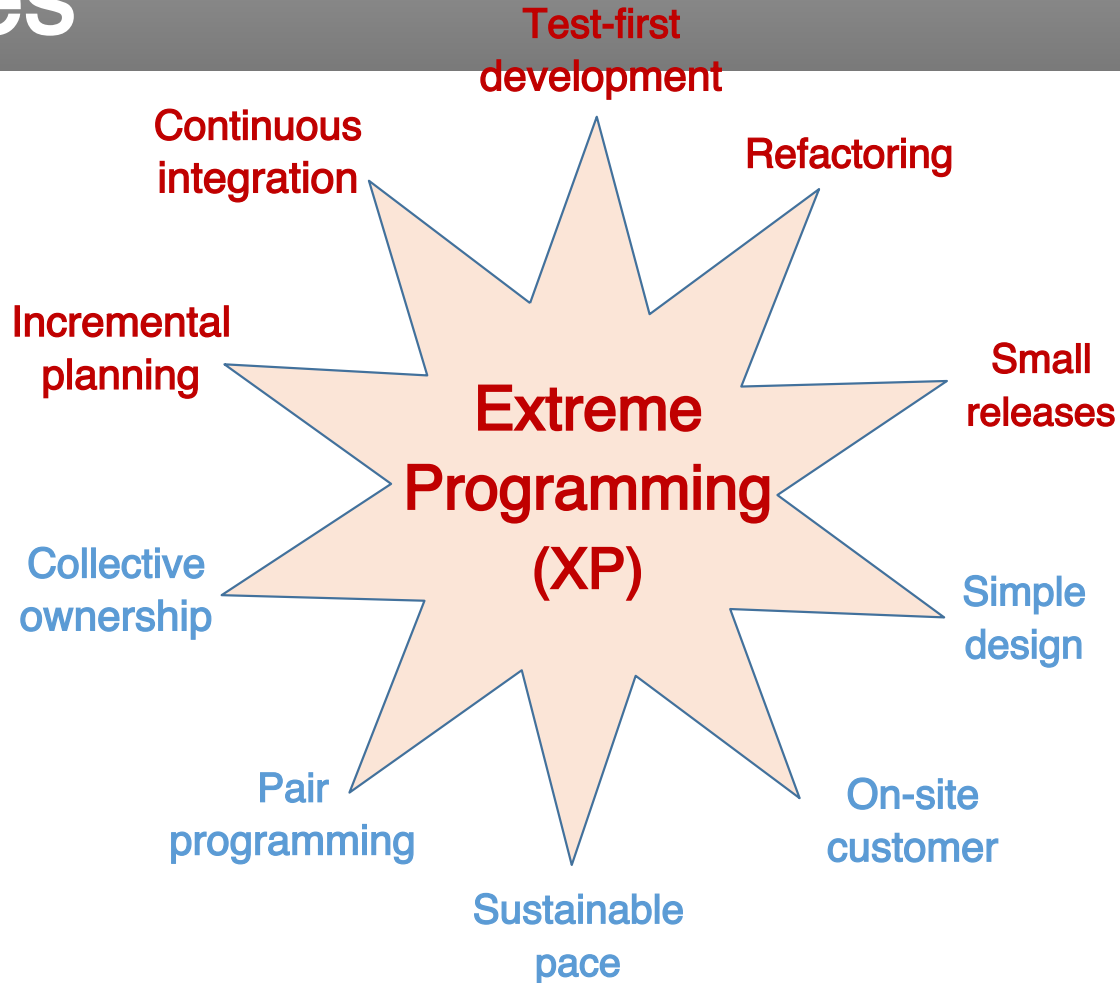 es
Test-first
development
Continuous
integration
Refactoring
Incremental
planning
Small
releases
Extreme
Programming
(XP)
Collective
ownership
Simple
design
Pair
programming
On-site
customer
Sustainable
pace